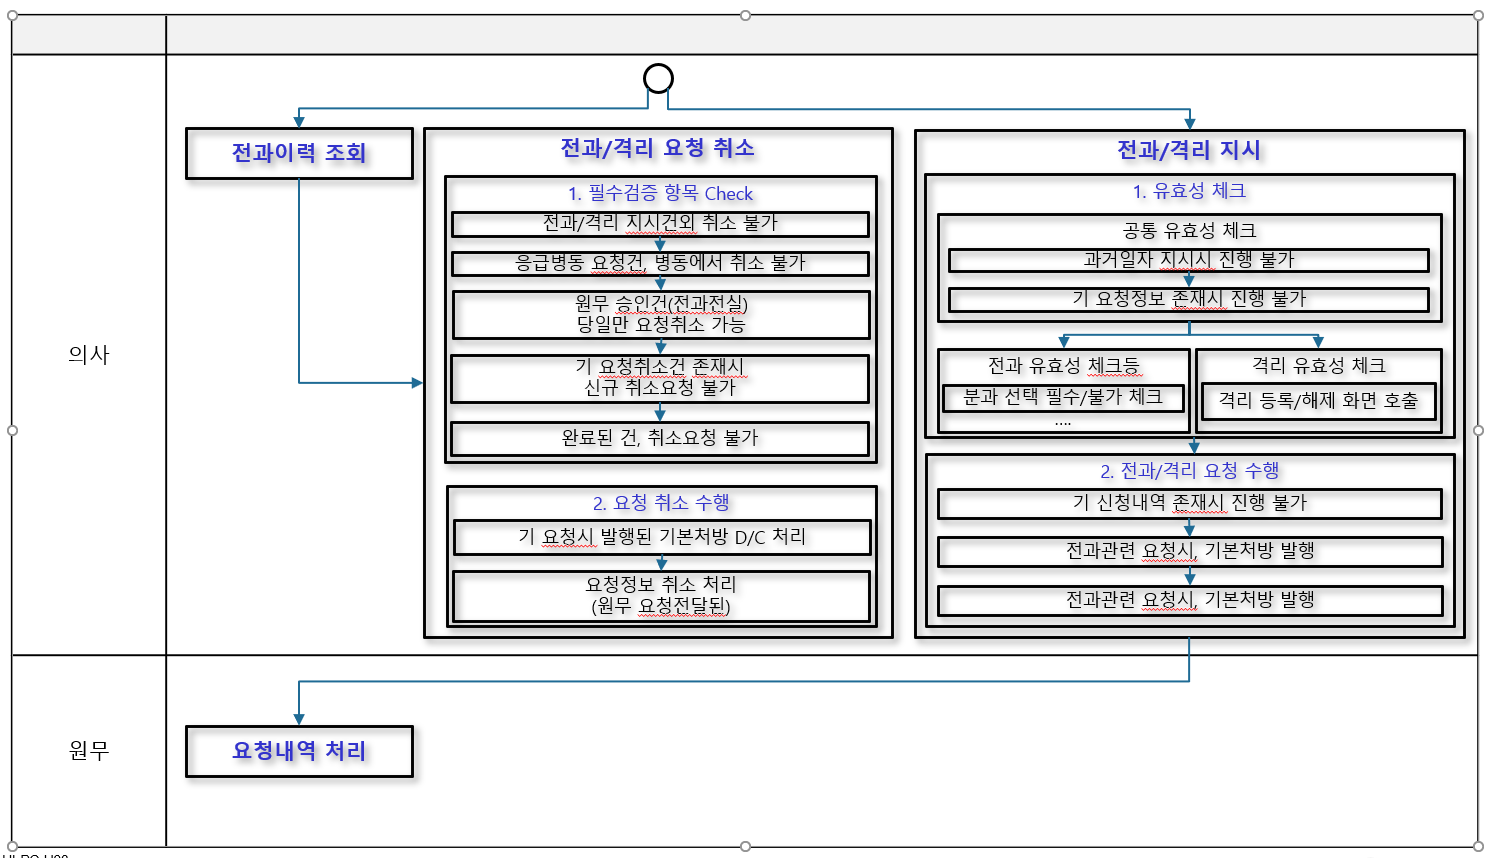 의사
전과이력 조회
전과/격리 요청 취소
1. 필수검증 항목 Check
전과/격리 지시건외 취소 불가
응급병동 요청건, 병동에서 취소 불가
원무 승인건(전과전실)
당일만 요청취소 가능
기 요청취소건 존재시
신규 취소요청 불가
완료된 건, 취소요청 불가
2. 요청 취소 수행
기 요청시 발행된 기본처방 D/C 처리
요청정보 취소 처리
(원무 요청전달된)
전과/격리 지시
1. 유효성 체크
공통 유효성 체크
과거일자 지시시 진행 불가
기 요청정보 존재시 진행 불가
전과 유효성 체크등
분과 선택 필수/불가 체크
....
격리 유효성 체크
격리 등록/해제 화면 호출
2. 전과/격리 요청 수행
기 신청내역 존재시 진행 불가
전과관련 요청시, 기본처방 발행
전과관련 요청시, 기본처방 발행
원무
요청내역 처리